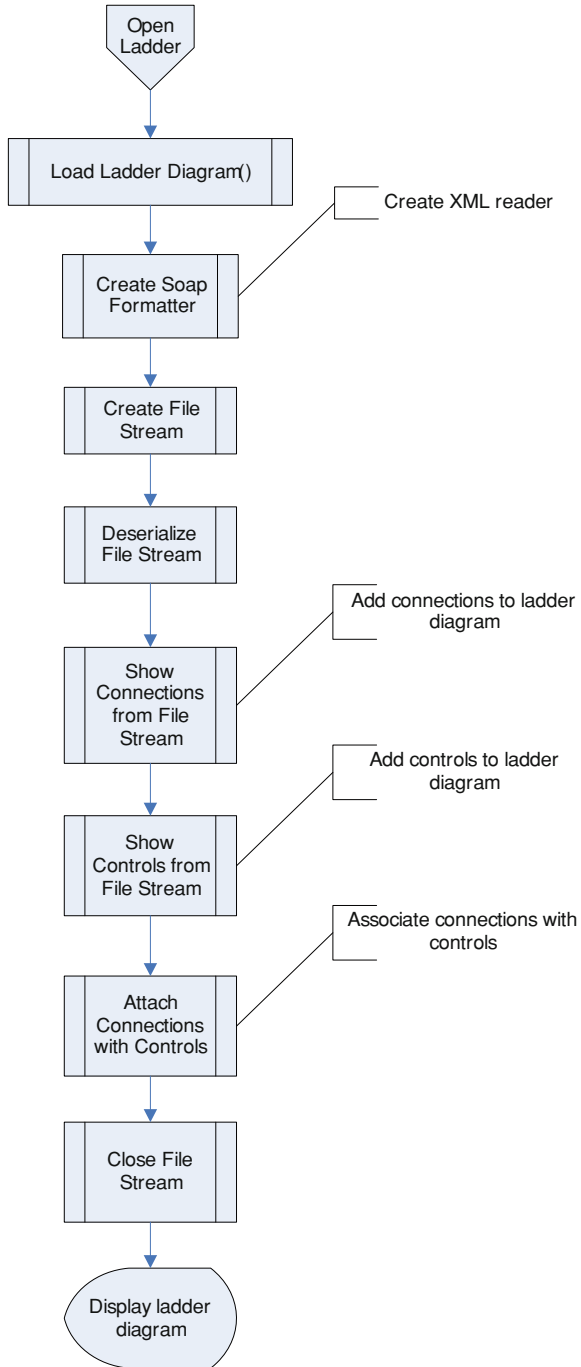 Open
Ladder
Load Ladder Diagram()
Create XML reader
Create Soap
Formatter
Create File
Stream
Deserialize
File Stream
Add connections to ladder
diagram
Show
Connections
from File
Stream
Add controls to ladder
diagram
Show
Controls from
File Stream
Associate connections with
controls
Attach
Connections
with Controls
Close File
Stream
Display ladder
diagram